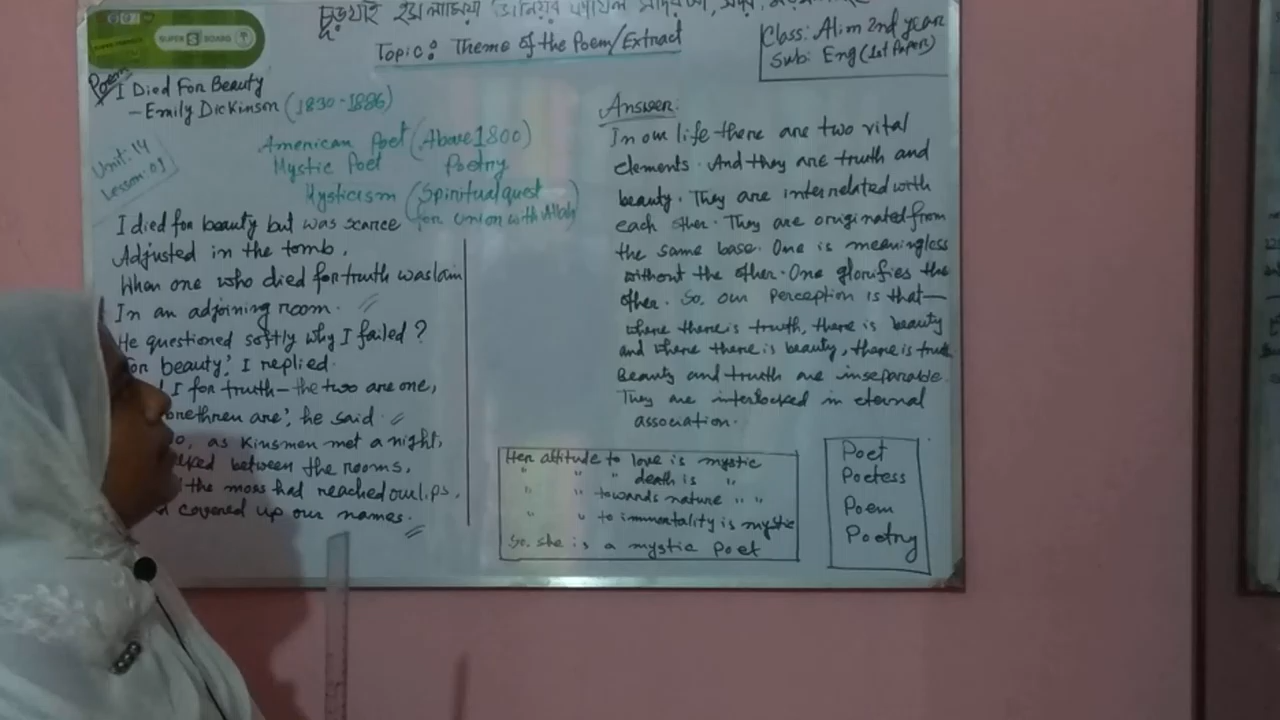 SUPER BOARD
Topic: Theme of the Poem/Extract
Class: Alim 2nd year
Sub: Eng (1st Paper)
Poem
I Died For Beauty
- Emily Dickinson (1830-1886)
American Poet (Above 1800)
Mystic Poet Poetry
Mysticism (Spiritual quest
for union with Allah)
Unit: 14
Lesson: 01
I died for beauty but was scarce
Adjusted in the tomb,
When one who died for truth was lain
In an adjoining room.
He questioned softly why I failed?
For beauty', I replied.
I for truth - the two are one,
brethren are', he said.
as Kinsmen met a night,
between the rooms,
the moss had reached our lips,
covered up our names.
Answer:
In our life there are two vital
elements. And they are truth and
beauty. They are interrelated with
each other. They are originated from
the same base. One is meaningless
without the other. One glorifies the
other. So, our perception is that—
where there is truth, there is beauty
and where there is beauty, there is truth
Beauty and truth are inseparable.
They are interlocked in eternal
association.
Her attitude to love is mystic
" " " death is "
" " towards nature " "
" " to immortality is mystic
So, she is a mystic poet
Poet
Poetess
Poem
Poetry